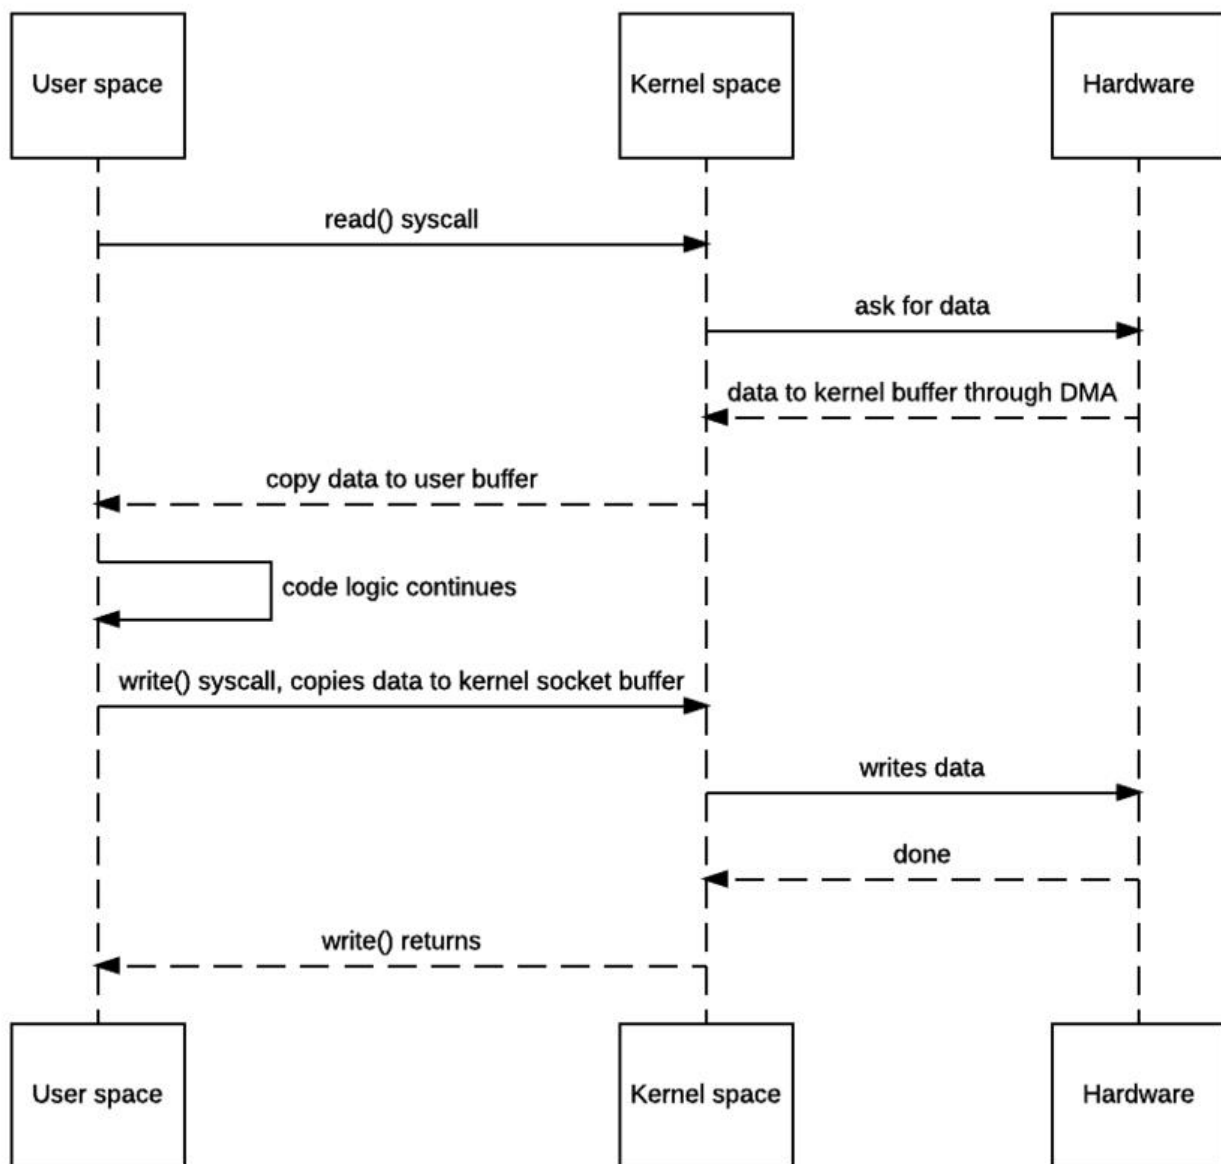 User space
Kernel space
Hardware
read() syscall
ask for data
data to kernel buffer through DMA
copy data to user buffer
code logic continues
write() syscall, copies data to kernel socket buffer
writes data
done
write() returns
User space
Kernel space
Hardware